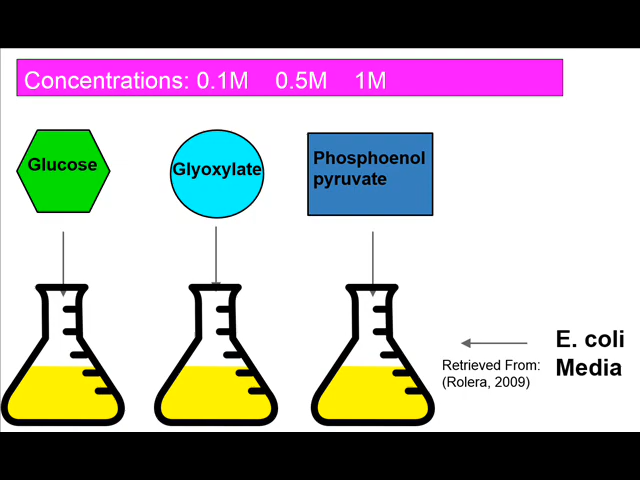 Concentrations: 0.1M 0.5M 1M
Glucose
Glyoxylate
Phosphoenol
pyruvate
E. coli
Media
Retrieved From:
(Rolera, 2009)